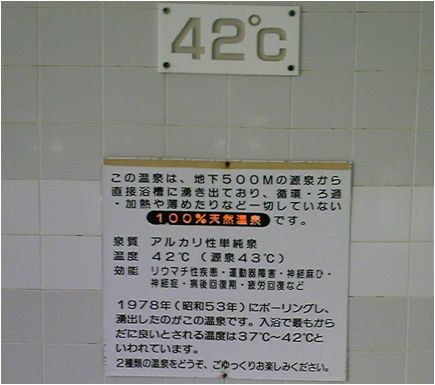 42℃
この温泉は、地下500Mの源泉から
直接浴槽に湧き出ており、循環・ろ過
・加熱や薄めたりなど一切していない
100%天然温泉です。
泉質 アルカリ性単純泉
温度 42℃（源泉43℃）
効能 リウマチ性疾患・運動器障害・神経麻ひ・
神経症・病後回復期・疲労回復など
1978年（昭和53年）にボーリングし、
湧出したのがこの温泉です。入浴で最もから
だに良いとされる温度は37℃〜42℃と
いわれています。
2種類の温泉をどうぞ、ごゆっくりお楽しみください。